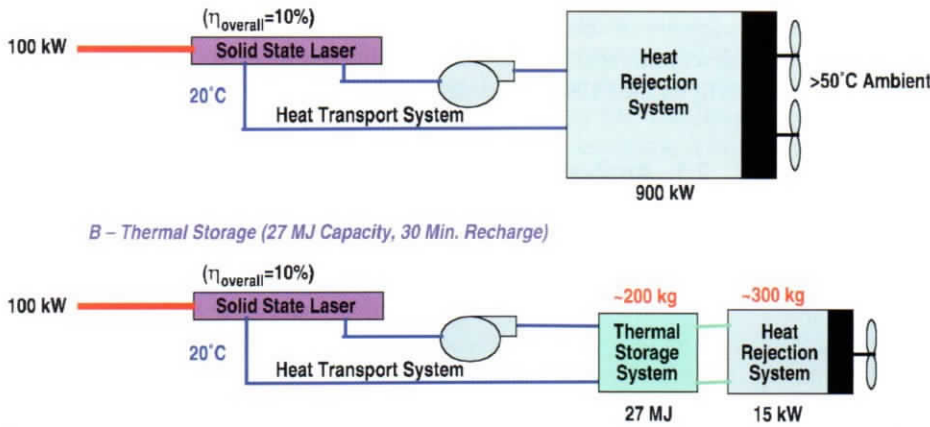 (ηoverall=10%)
100 kW
Solid State Laser
20°C
Heat Transport System
Heat
Rejection
System
>50°C Ambient
900 kW
B – Thermal Storage (27 MJ Capacity, 30 Min. Recharge)
(ηoverall=10%)
100 kW
Solid State Laser
20°C
Heat Transport System
~200 kg
Thermal
Storage
System
27 MJ
~300 kg
Heat
Rejection
System
15 kW